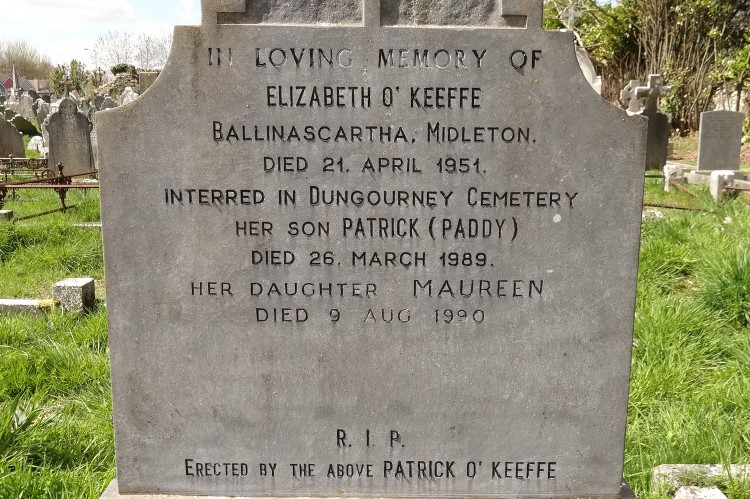 IN LOVING MEMORY OF
ELIZABETH O' KEEFFE
BALLINASCARTHA, MIDLETON.
DIED 21. APRIL 1951.
INTERRED IN DUNGOURNEY CEMETERY
HER SON PATRICK (PADDY)
DIED 26. MARCH 1989.
HER DAUGHTER MAUREEN
DIED 9 AUG 1990
R. I. P.
ERECTED BY THE ABOVE PATRICK O' KEEFFE